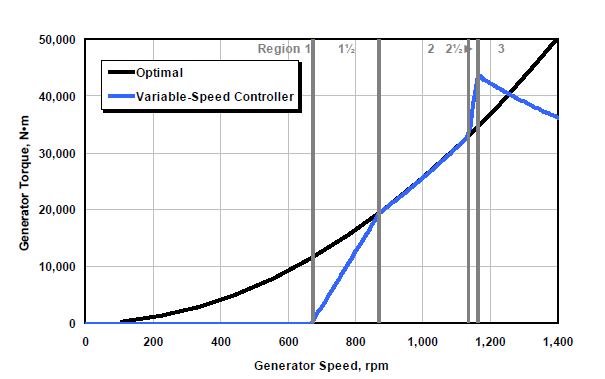 50,000
40,000
30,000
20,000
10,000
0
Generator Torque, N•m
Region 1 1½ 2 2½ 3
Optimal
Variable-Speed Controller
0 200 400 600 800 1,000 1,200 1,400
Generator Speed, rpm